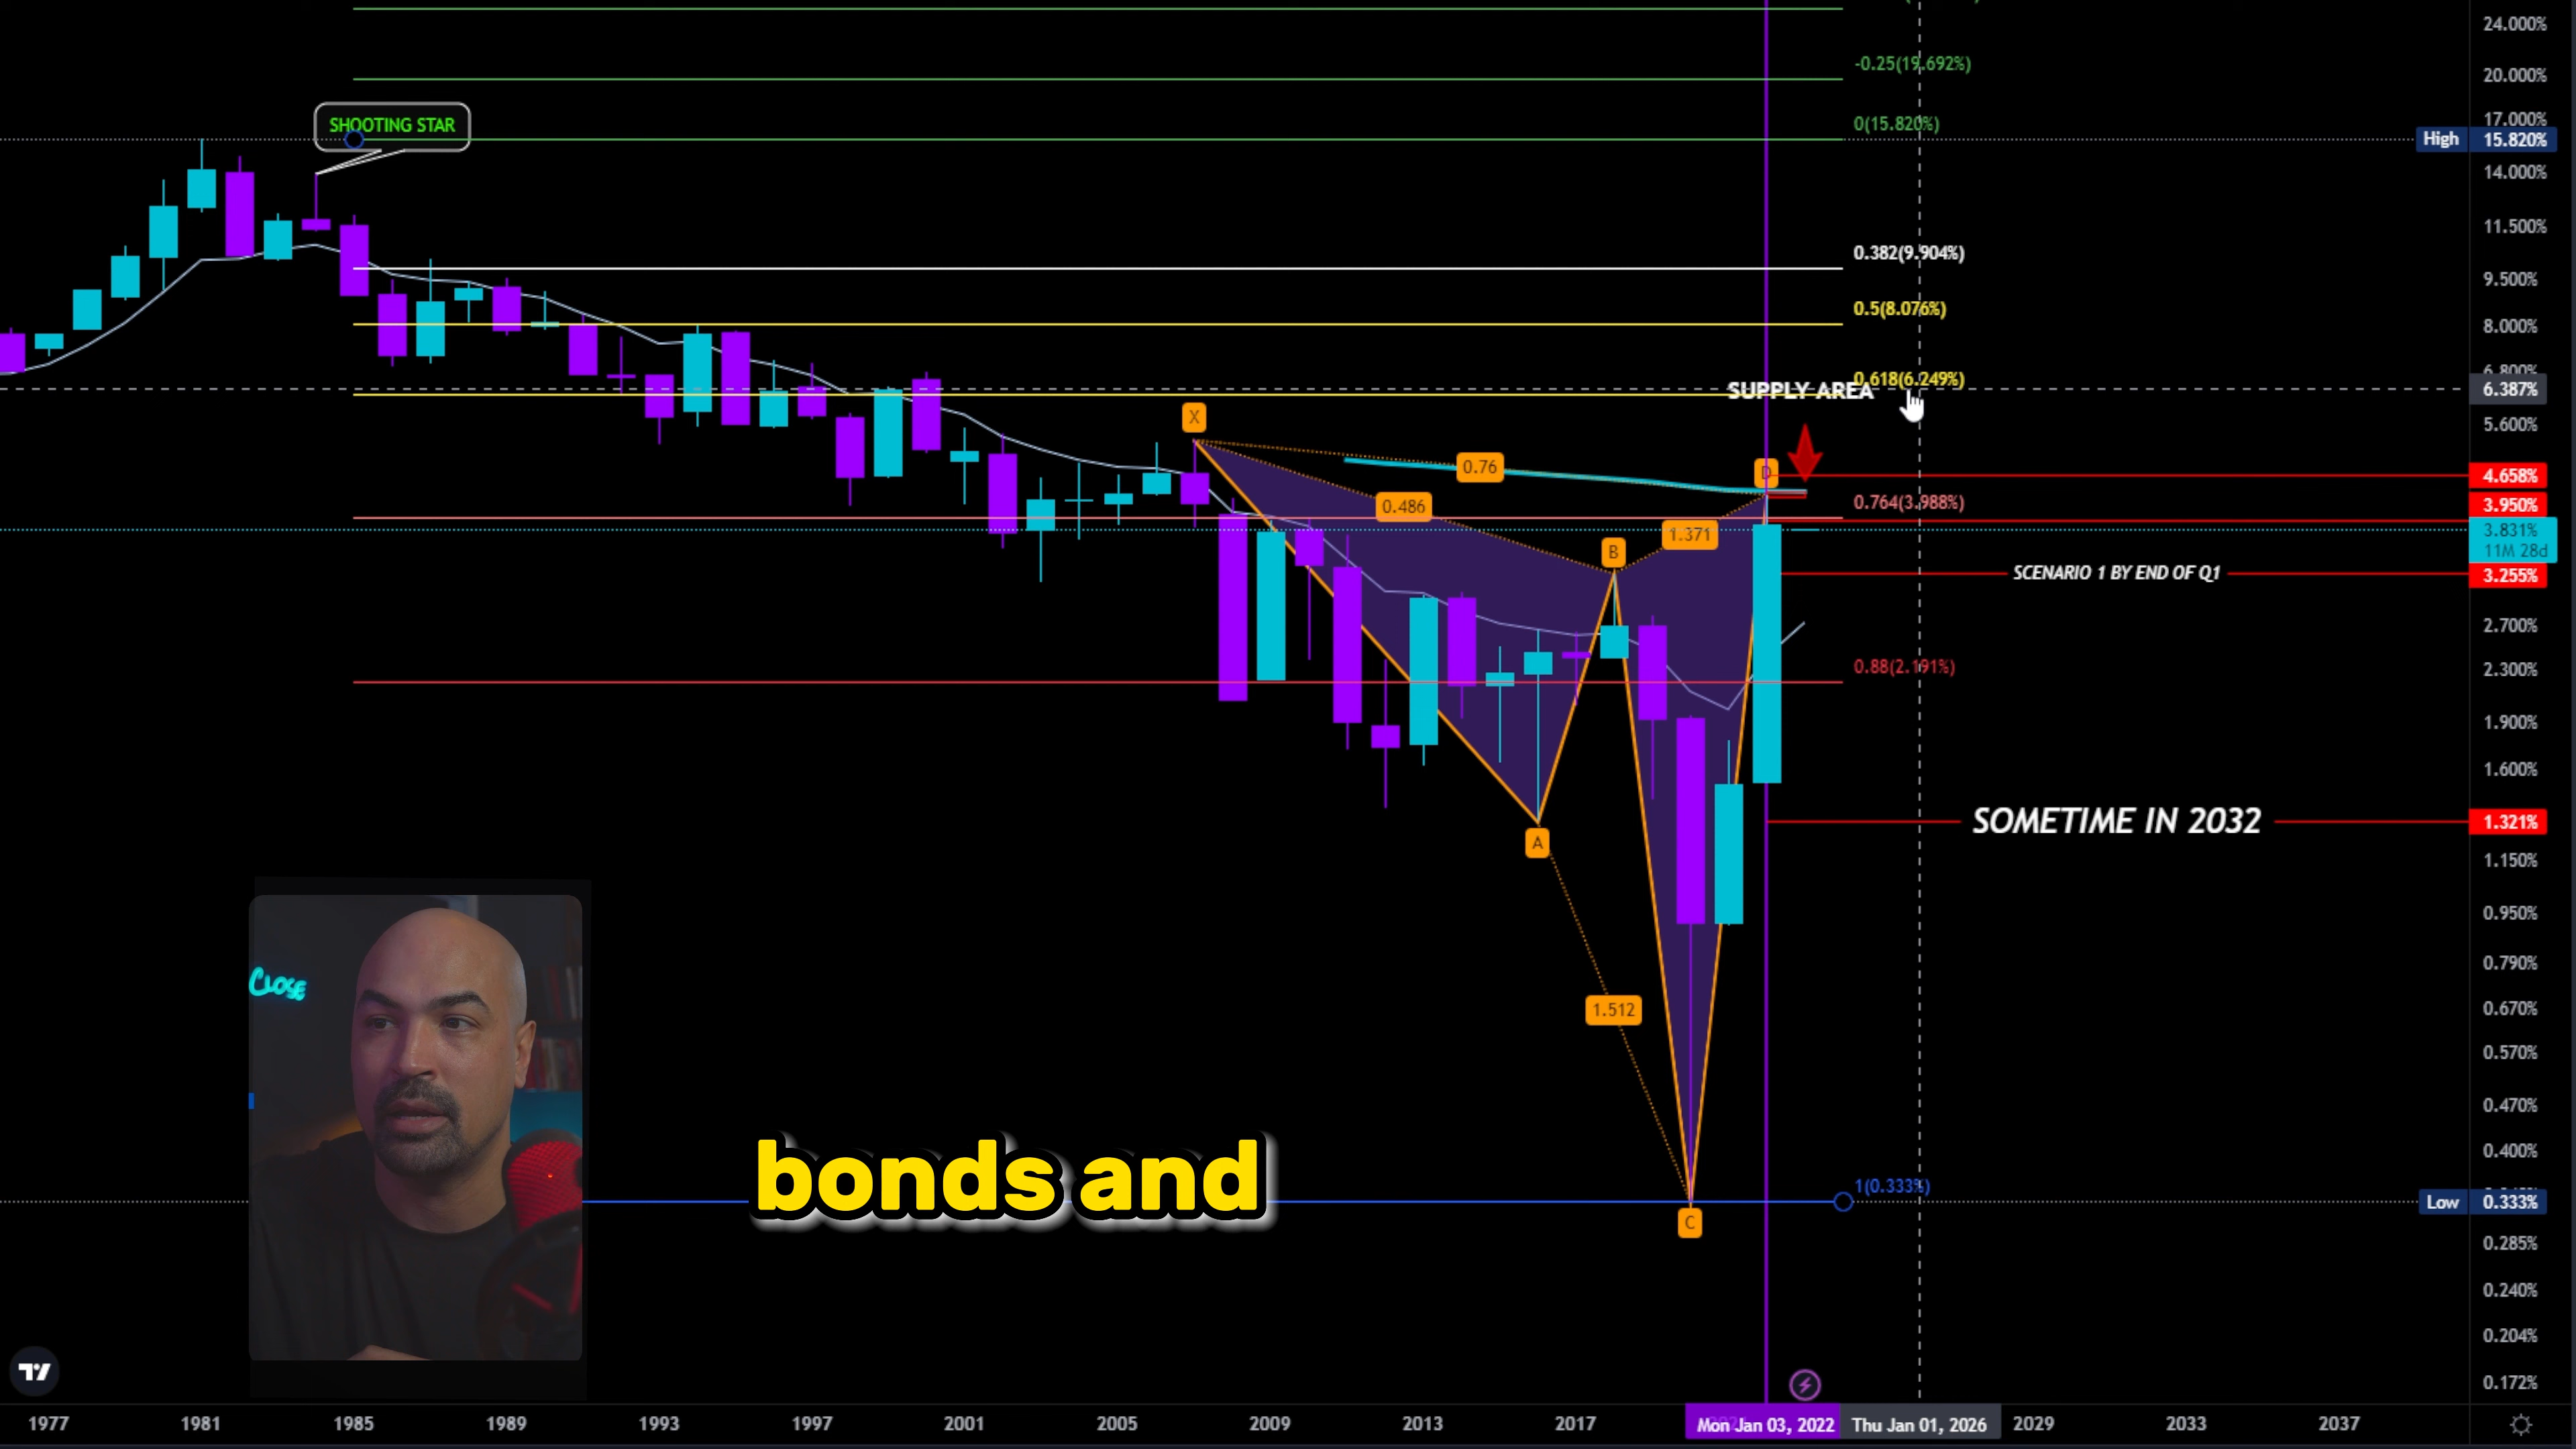 24.000%
-0.25(19.692%)
20.000%
SHOOTING STAR
0(15.820%)
17.000%
High 15.820%
14.000%
11.500%
0.382(9.904%)
9.500%
0.5(8.076%)
8.000%
6.800%
0.618(6.249%)
SUPPLY AREA
6.387%
X
5.600%
0.76
D
4.658%
0.486
0.764(3.988%)
3.950%
1.371
3.831%
11M 28d
B
SCENARIO 1 BY END OF Q1
3.255%
2.700%
0.88(2.191%)
2.300%
1.900%
1.600%
SOMETIME IN 2032
1.321%
A
1.150%
0.950%
CLOSE
0.790%
1.512
0.670%
0.570%
0.470%
0.400%
bonds and
1(0.333%)
Low 0.333%
C
0.285%
0.240%
0.204%
0.172%
1977 1981 1985 1989 1993 1997 2001 2005 2009 2013 2017 Mon Jan 03, 2022 Thu Jan 01, 2026 2029 2033 2037